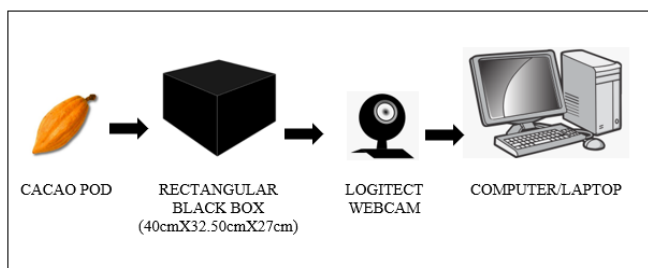 CACAO POD
RECTANGULAR
BLACK BOX
(40cmX32.50cmX27cm)
LOGITECT
WEBCAM
COMPUTER/LAPTOP